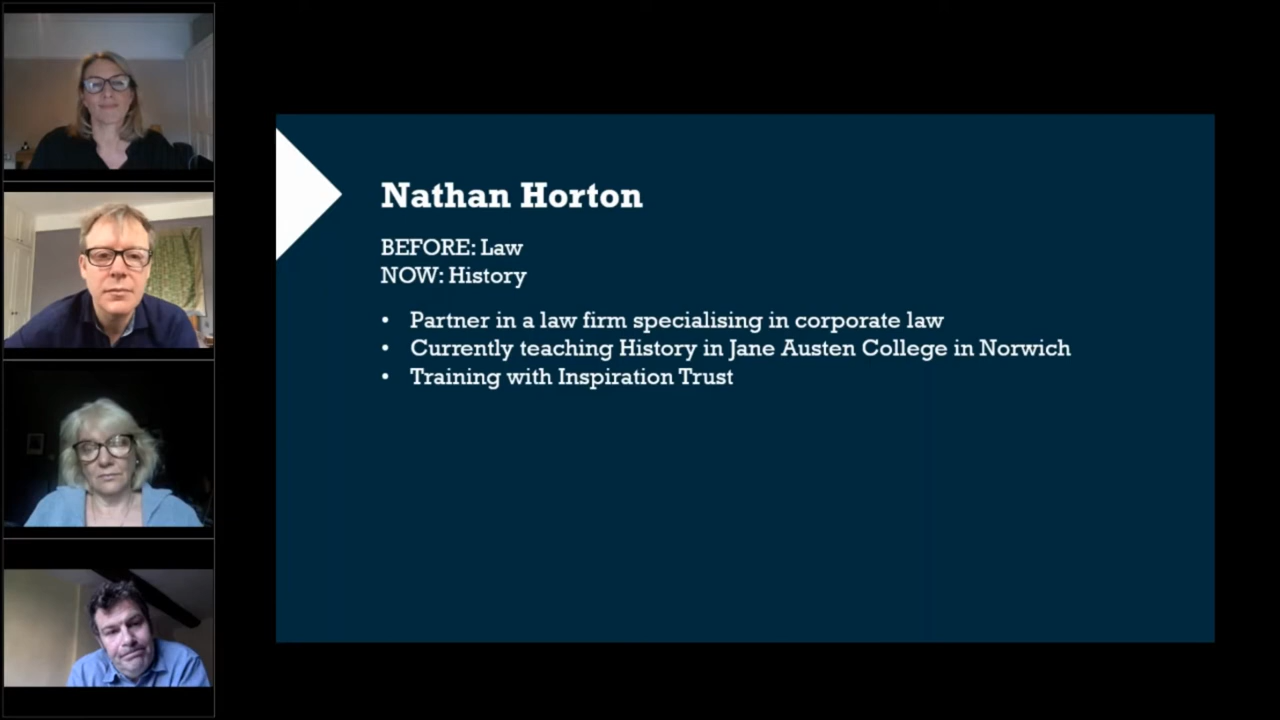 Nathan Horton
BEFORE: Law
NOW: History
• Partner in a law firm specialising in corporate law
• Currently teaching History in Jane Austen College in Norwich
• Training with Inspiration Trust